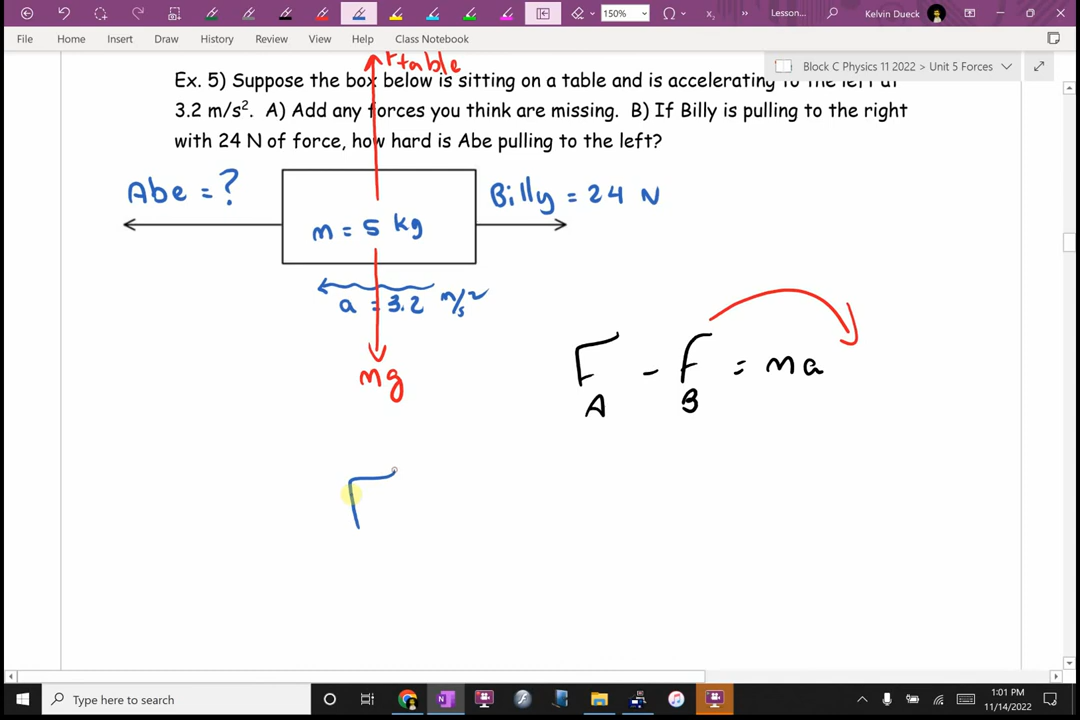 Lesson...
Kelvin Dueck
150%
File Home Insert Draw History Review View Help Class Notebook
Block C Physics 11 2022 > Unit 5 Forces
Ftable
Ex. 5) Suppose the box below is sitting on a table and is accelerating to the left at
3.2 m/s². A) Add any forces you think are missing. B) If Billy is pulling to the right
with 24 N of force, how hard is Abe pulling to the left?
Abe = ?
Billy = 24 N
m = 5 kg
a = 3.2 m/s²
mg
F_A - F_B = ma
Type here to search
1:01 PM
11/14/2022